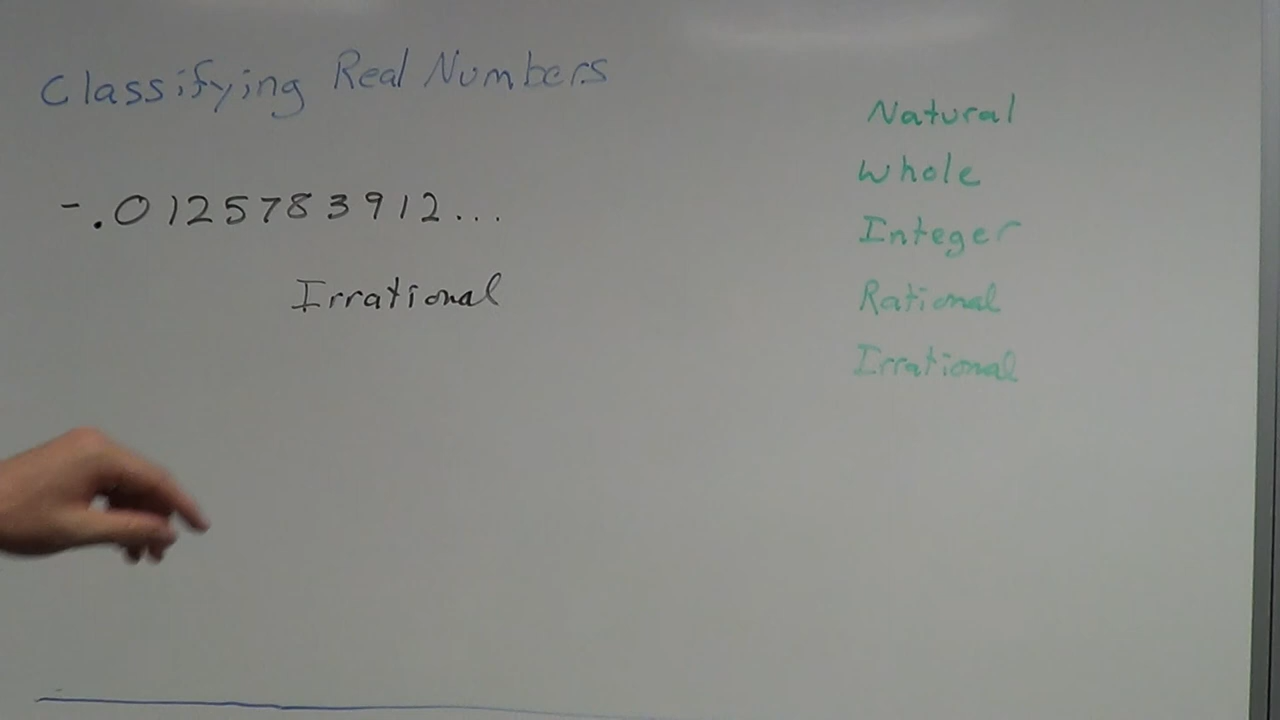 Classifying Real Numbers
-.0125783912...
Irrational
Natural
Whole
Integer
Rational
Irrational